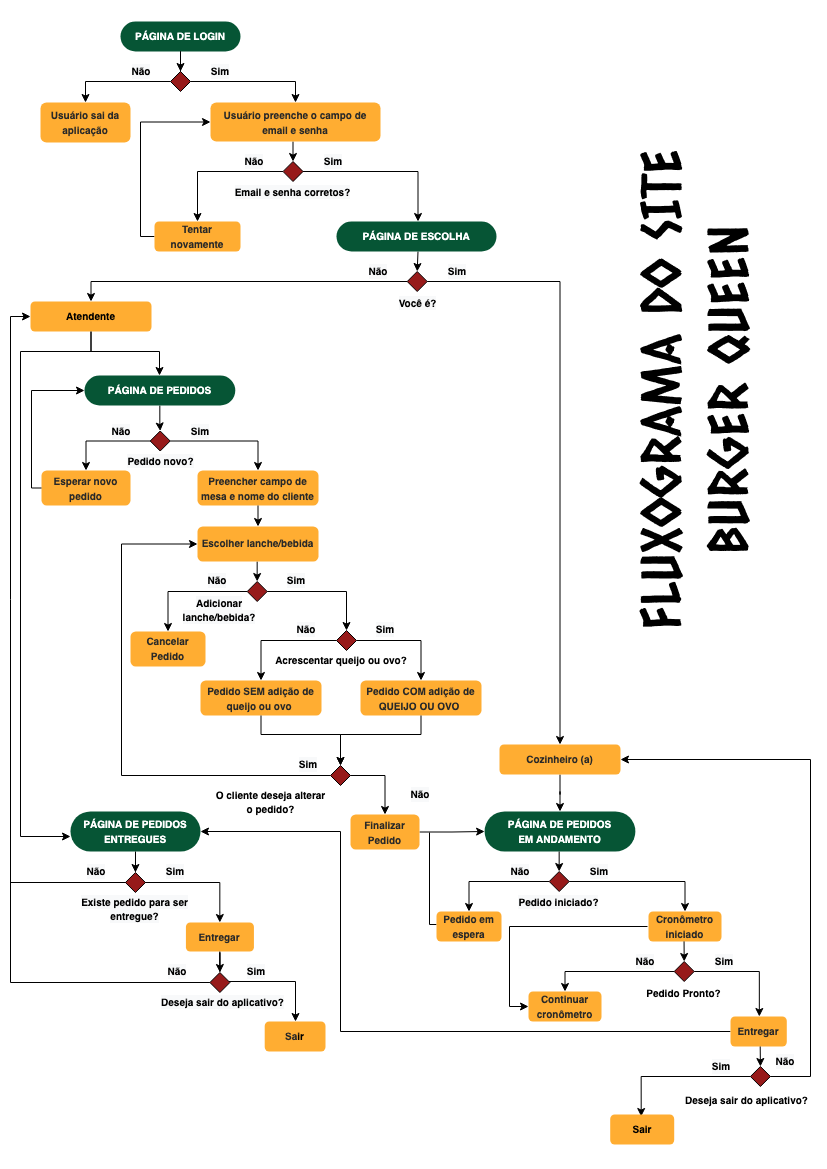 PÁGINA DE LOGIN
Não
Sim
Usuário sai da
aplicação
Usuário preenche o campo de
email e senha
Não
Sim
Email e senha corretos?
Tentar
novamente
PÁGINA DE ESCOLHA
Não
Sim
Você é?
Atendente
PÁGINA DE PEDIDOS
Não
Sim
Pedido novo?
Esperar novo
pedido
Preencher campo de
mesa e nome do cliente
Escolher lanche/bebida
Não
Sim
Adicionar
lanche/bebida?
Cancelar
Pedido
Não
Sim
Acrescentar queijo ou ovo?
Pedido SEM adição de
queijo ou ovo
Pedido COM adição de
QUEIJO OU OVO
Sim
O cliente deseja alterar
o pedido?
Não
Finalizar
Pedido
Cozinheiro (a)
PÁGINA DE PEDIDOS
EM ANDAMENTO
Não
Sim
Pedido iniciado?
Pedido em
espera
Cronômetro
iniciado
Não
Sim
Pedido Pronto?
Continuar
cronômetro
Entregar
Sim
Não
Deseja sair do aplicativo?
Sair
PÁGINA DE PEDIDOS
ENTREGUES
Não
Sim
Existe pedido para ser
entregue?
Entregar
Não
Sim
Deseja sair do aplicativo?
Sair
FLUXOGRAMA DO SITE
BURGER QUEEN